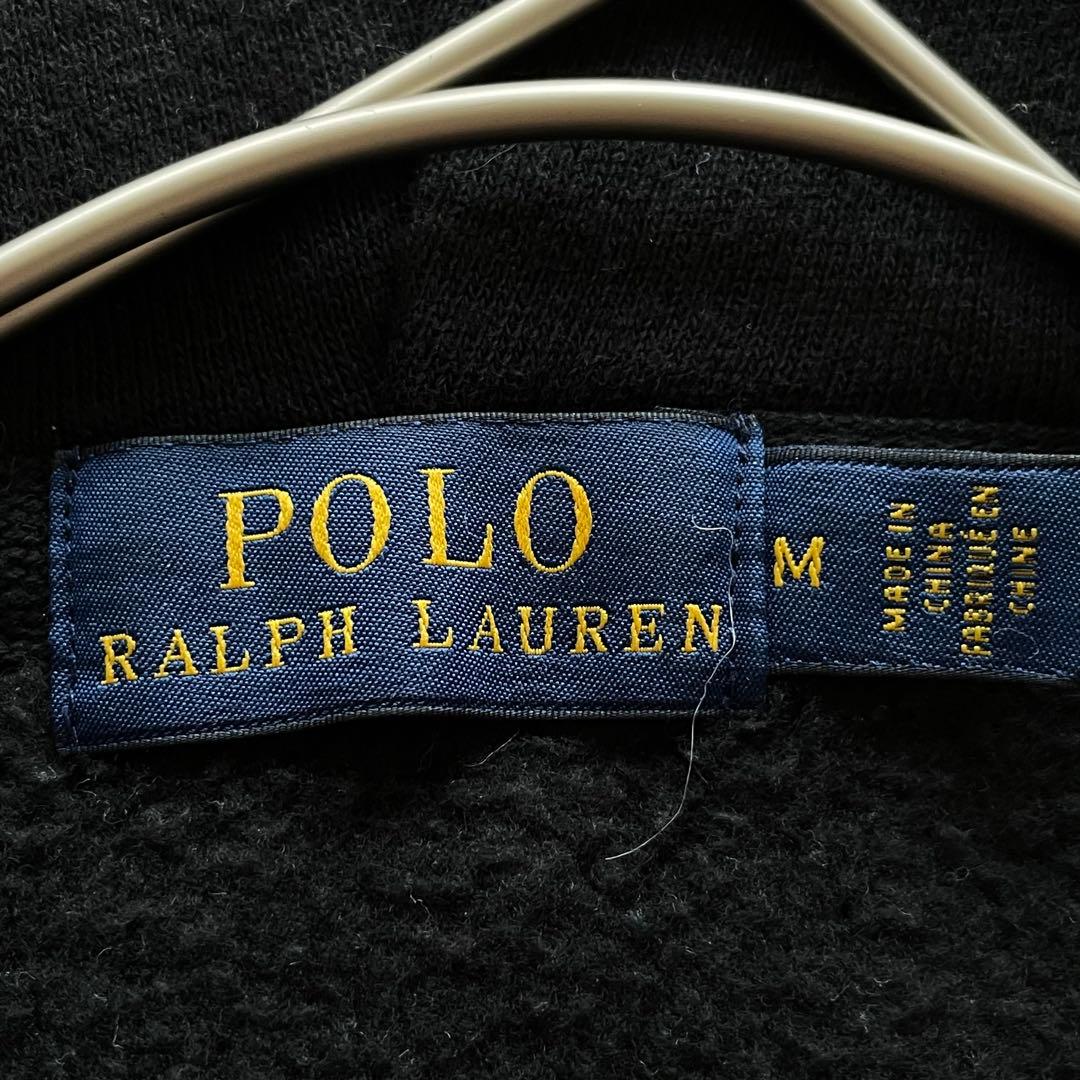 POLO
RALPH LAUREN
M
MADE IN
CHINA
FABRIQUÉ EN
CHINE